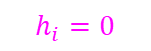 hᵢ = 0